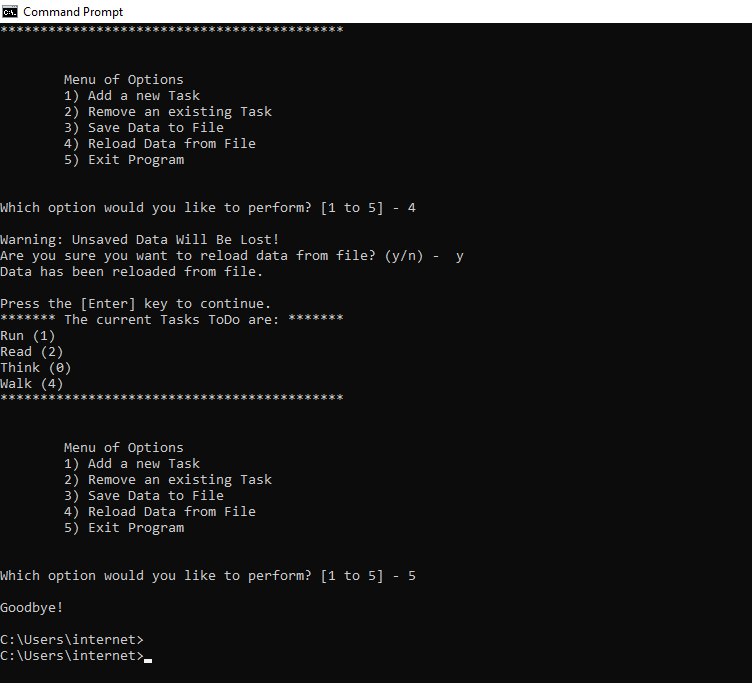 Command Prompt
*******************************************
Menu of Options
1) Add a new Task
2) Remove an existing Task
3) Save Data to File
4) Reload Data from File
5) Exit Program
Which option would you like to perform? [1 to 5] - 4
Warning: Unsaved Data Will Be Lost!
Are you sure you want to reload data from file? (y/n) -  y
Data has been reloaded from file.
Press the [Enter] key to continue.
******* The current Tasks ToDo are: *******
Run (1)
Read (2)
Think (0)
Walk (4)
*******************************************
Menu of Options
1) Add a new Task
2) Remove an existing Task
3) Save Data to File
4) Reload Data from File
5) Exit Program
Which option would you like to perform? [1 to 5] - 5
Goodbye!
C:\Users\internet>
C:\Users\internet>